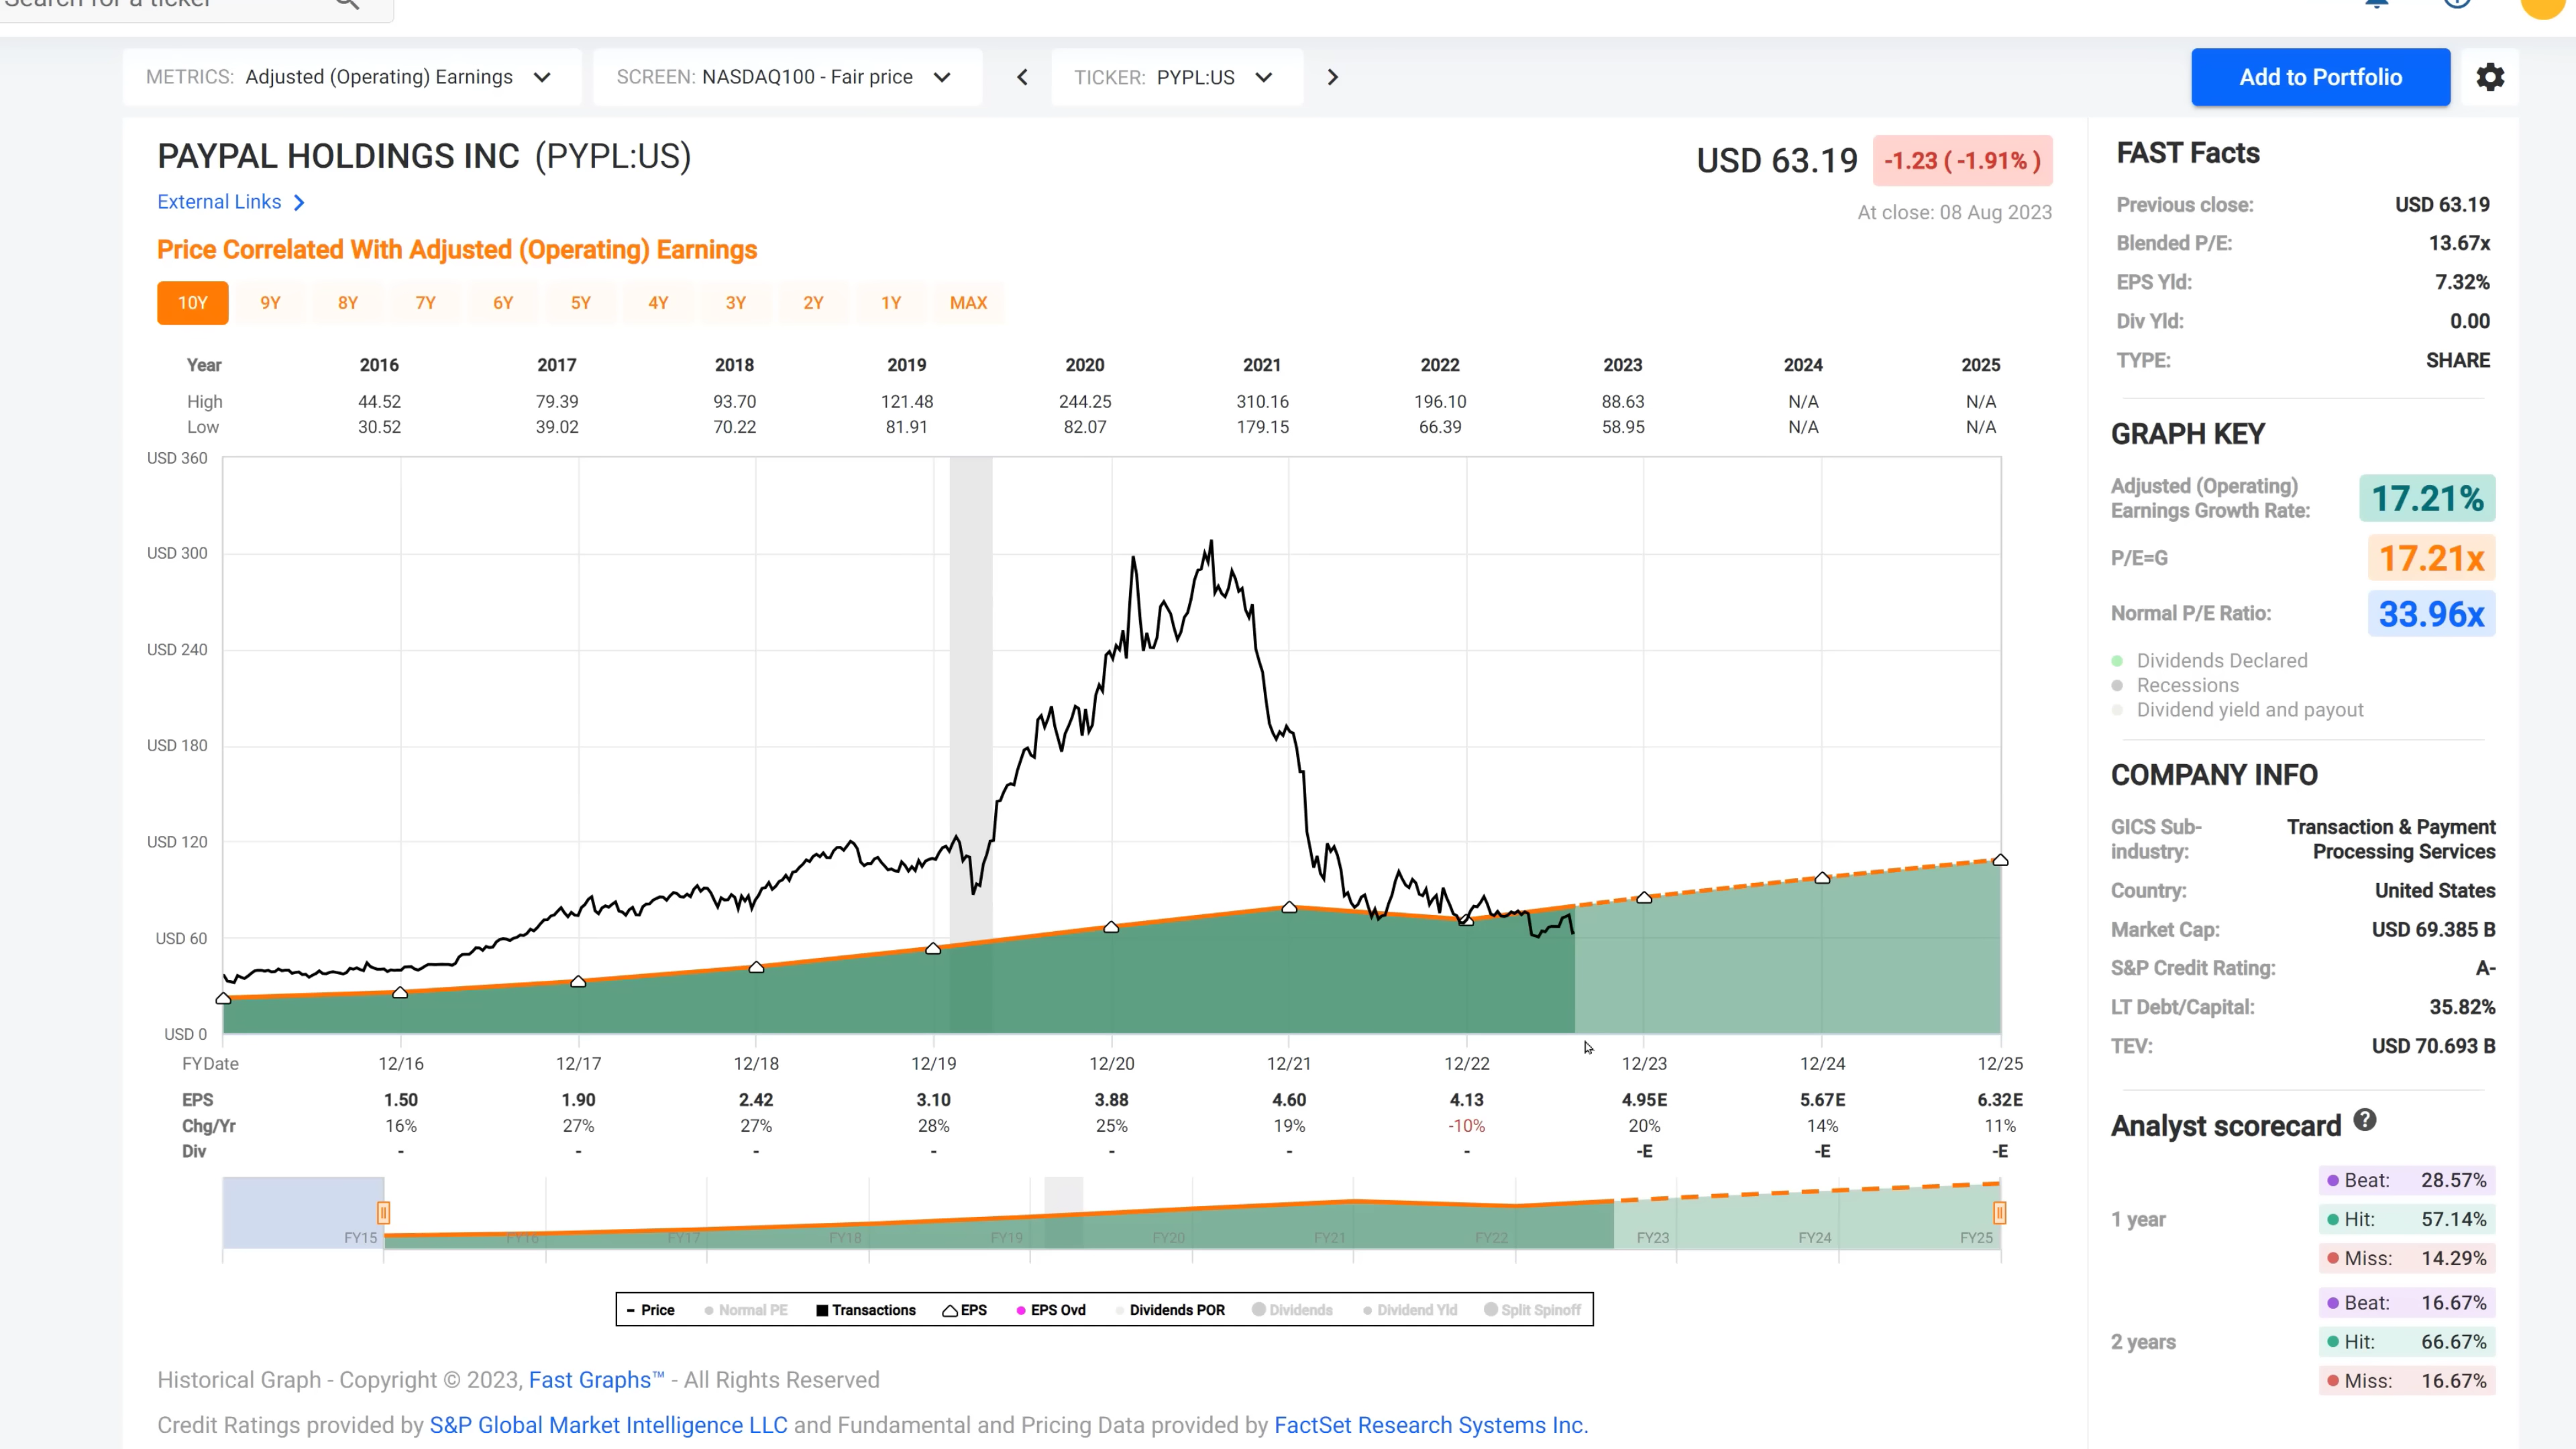 Search for a ticker
METRICS: Adjusted (Operating) Earnings
SCREEN: NASDAQ100 - Fair price
TICKER: PYPL:US
Add to Portfolio
PAYPAL HOLDINGS INC (PYPL:US)
USD 63.19 -1.23 ( -1.91% )
External Links
At close: 08 Aug 2023
Price Correlated With Adjusted (Operating) Earnings
10Y 9Y 8Y 7Y 6Y 5Y 4Y 3Y 2Y 1Y MAX
Year 2016 2017 2018 2019 2020 2021 2022 2023 2024 2025
High 44.52 79.39 93.70 121.48 244.25 310.16 196.10 88.63 N/A N/A
Low 30.52 39.02 70.22 81.91 82.07 179.15 66.39 58.95 N/A N/A
USD 360
USD 300
USD 240
USD 180
USD 120
USD 60
USD 0
FYDate 12/16 12/17 12/18 12/19 12/20 12/21 12/22 12/23 12/24 12/25
EPS 1.50 1.90 2.42 3.10 3.88 4.60 4.13 4.95E 5.67E 6.32E
Chg/Yr 16% 27% 27% 28% 25% 19% -10% 20% 14% 11%
Div - - - - - - - -E -E -E
FY15 FY16 FY17 FY18 FY19 FY20 FY21 FY22 FY23 FY24 FY25
Price Normal PE Transactions EPS EPS Ovd Dividends POR Dividends Dividend Yld Split Spinoff
Historical Graph - Copyright © 2023, Fast Graphs™ - All Rights Reserved
Credit Ratings provided by S&P Global Market Intelligence LLC and Fundamental and Pricing Data provided by FactSet Research Systems Inc.
FAST Facts
Previous close: USD 63.19
Blended P/E: 13.67x
EPS Yld: 7.32%
Div Yld: 0.00
TYPE: SHARE
GRAPH KEY
Adjusted (Operating)
Earnings Growth Rate: 17.21%
P/E=G 17.21x
Normal P/E Ratio: 33.96x
Dividends Declared
Recessions
Dividend yield and payout
COMPANY INFO
GICS Sub- Transaction & Payment
industry: Processing Services
Country: United States
Market Cap: USD 69.385 B
S&P Credit Rating: A-
LT Debt/Capital: 35.82%
TEV: USD 70.693 B
Analyst scorecard ?
Beat: 28.57%
1 year Hit: 57.14%
Miss: 14.29%
Beat: 16.67%
2 years Hit: 66.67%
Miss: 16.67%